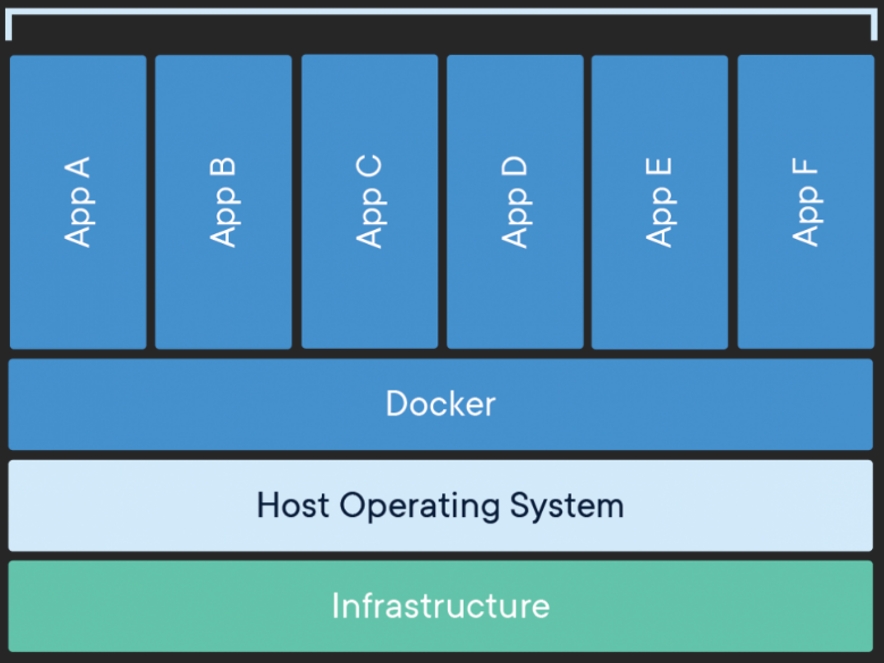 App A
App B
App C
App D
App E
App F
Docker
Host Operating System
Infrastructure